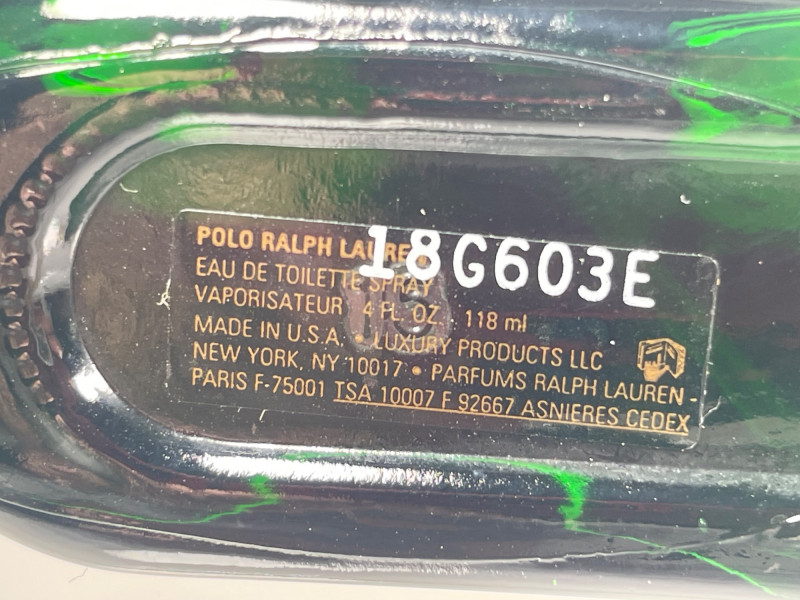 POLO RALPH LAUREN
18G603E
EAU DE TOILETTE SPRAY
VAPORISATEUR 4 FL. OZ. 118 ml
MADE IN U.S.A. • LUXURY PRODUCTS LLC
NEW YORK, NY 10017 • PARFUMS RALPH LAUREN -
PARIS F-75001 TSA 10007 F 92667 ASNIERES CEDEX